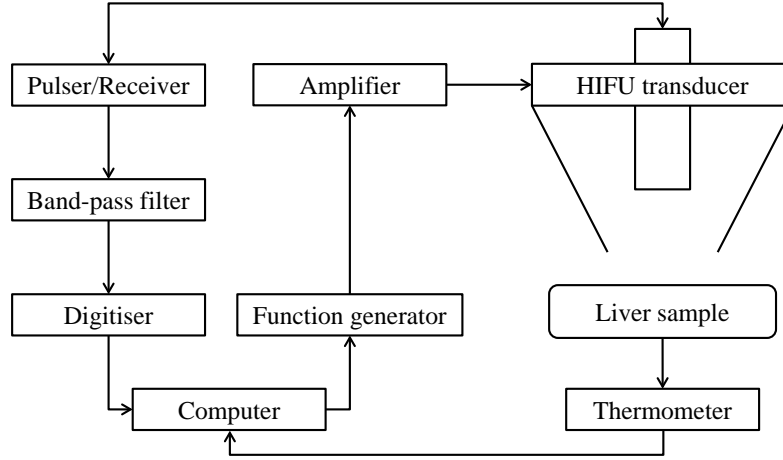 Pulser/Receiver
Amplifier
HIFU transducer
Band-pass filter
Digitiser
Function generator
Liver sample
Computer
Thermometer